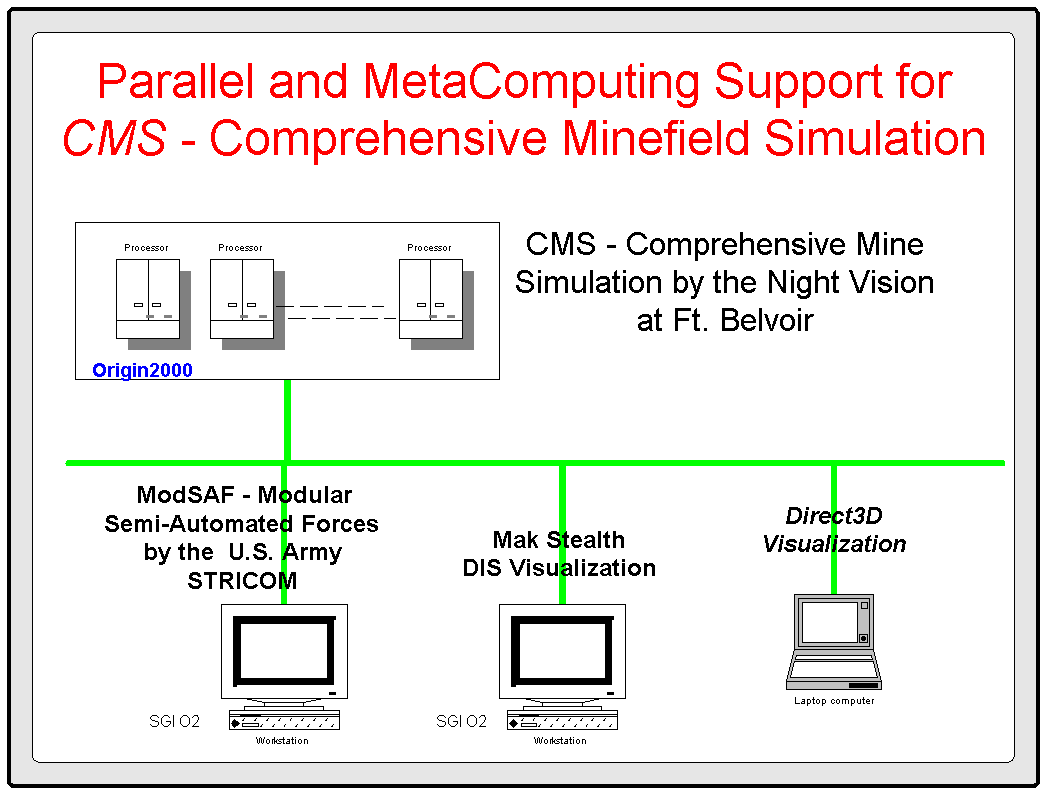 Parallel and MetaComputing Support for
CMS - Comprehensive Minefield Simulation
Processor
Processor
Processor
Origin2000
CMS - Comprehensive Mine
Simulation by the Night Vision
at Ft. Belvoir
ModSAF - Modular
Semi-Automated Forces
by the U.S. Army
STRICOM
Mak Stealth
DIS Visualization
Direct3D
Visualization
SGI O2
Workstation
SGI O2
Workstation
Laptop computer